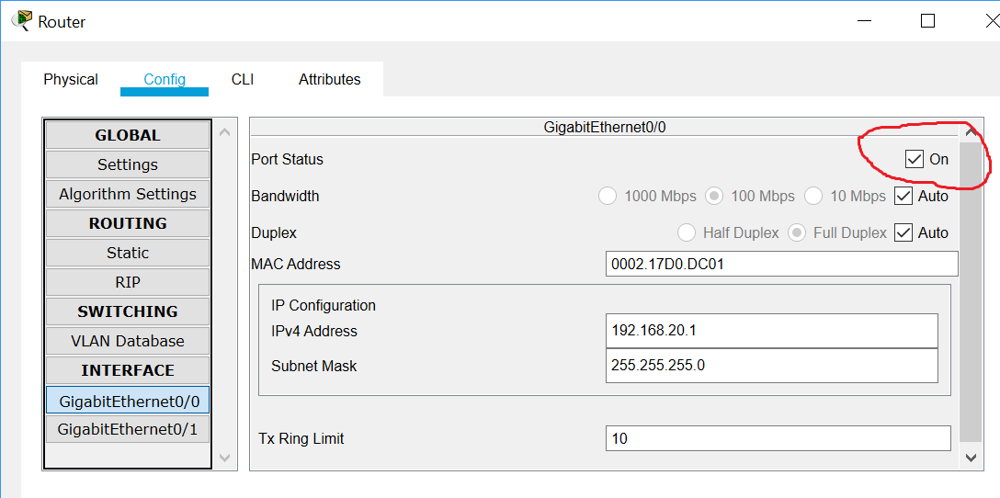 Router
Physical Config CLI Attributes
GLOBAL
Settings
Algorithm Settings
ROUTING
Static
RIP
SWITCHING
VLAN Database
INTERFACE
GigabitEthernet0/0
GigabitEthernet0/1
GigabitEthernet0/0
Port Status On
Bandwidth 1000 Mbps 100 Mbps 10 Mbps Auto
Duplex Half Duplex Full Duplex Auto
MAC Address 0002.17D0.DC01
IP Configuration
IPv4 Address 192.168.20.1
Subnet Mask 255.255.255.0
Tx Ring Limit 10